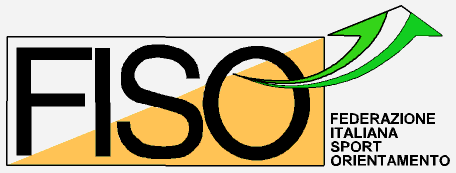 FISO
FEDERAZIONE
ITALIANA
SPORT
ORIENTAMENTO